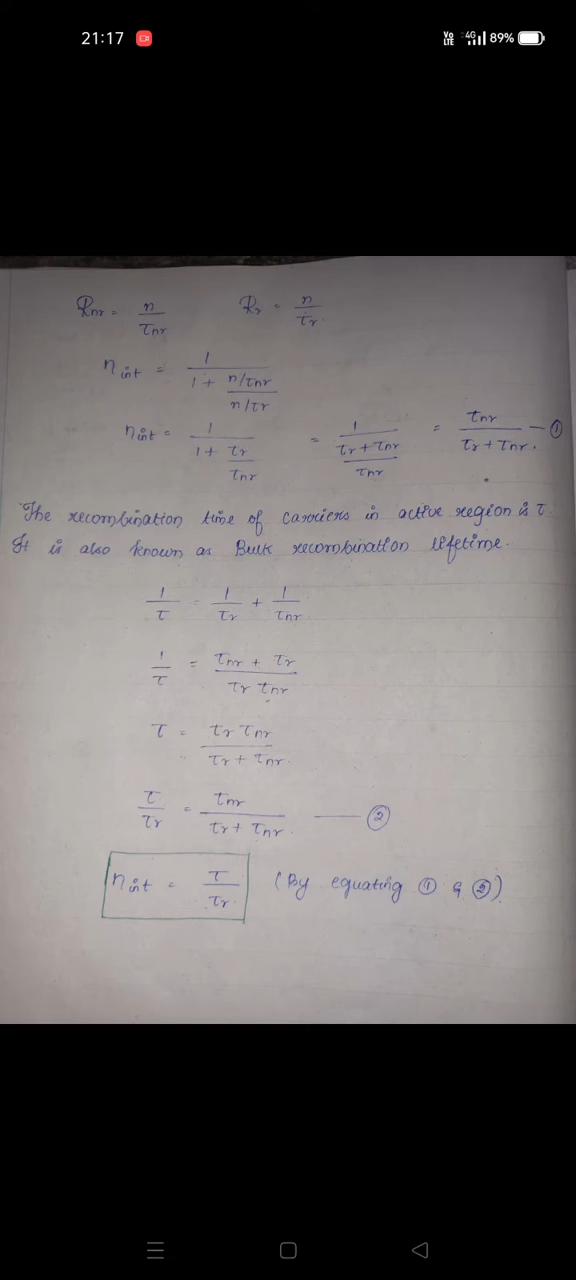 21:17 Vo LTE 4G 89%
Rnr = n/τnr Rr = n/τr
ηint = 1/(1 + (n/τnr)/(n/τr))
ηint = 1/(1 + τr/τnr) = 1/((τr + τnr)/τnr) = τnr/(τr + τnr). — ①
The recombination time of carriers in active region is τ.
It is also known as Bulk recombination lifetime.
1/τ = 1/τr + 1/τnr
1/τ = (τnr + τr)/(τr τnr)
τ = τr τnr/(τr + τnr)
τ/τr = τnr/(τr + τnr). — ②
ηint = τ/τr (By equating ① & ②)